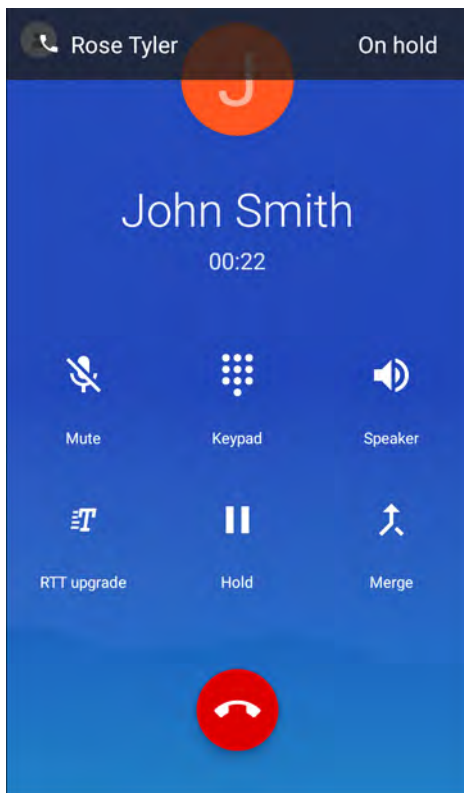 Rose Tyler On hold
J
John Smith
00:22
Mute Keypad Speaker
RTT upgrade Hold Merge